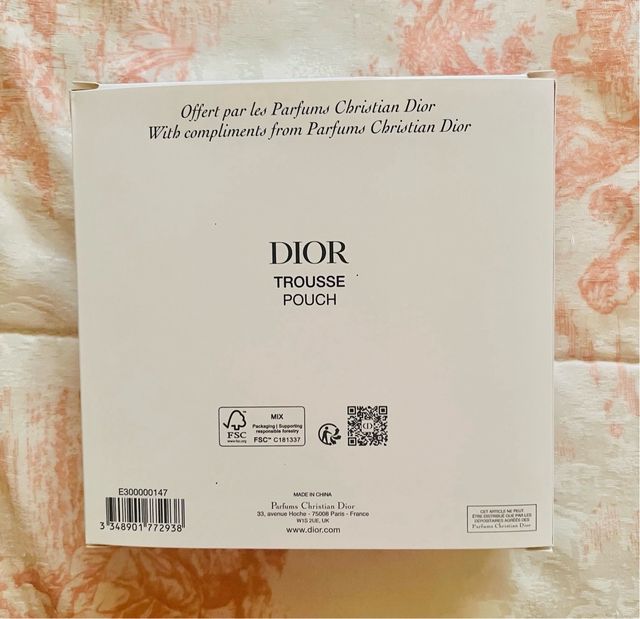 Offert par les Parfums Christian Dior
With compliments from Parfums Christian Dior
DIOR
TROUSSE
POUCH
FSC
www.fsc.org
MIX
Packaging | Supporting
responsible forestry
FSC™ C181337
E300000147
3 348901 772938
MADE IN CHINA
Parfums Christian Dior
33, avenue Hoche - 75008 Paris - France
W1S 2UE, UK
www.dior.com
CET ARTICLE NE PEUT
ÊTRE DISTRIBUÉ QUE PAR LES
DÉPOSITAIRES AGRÉÉS DES
Parfums Christian Dior